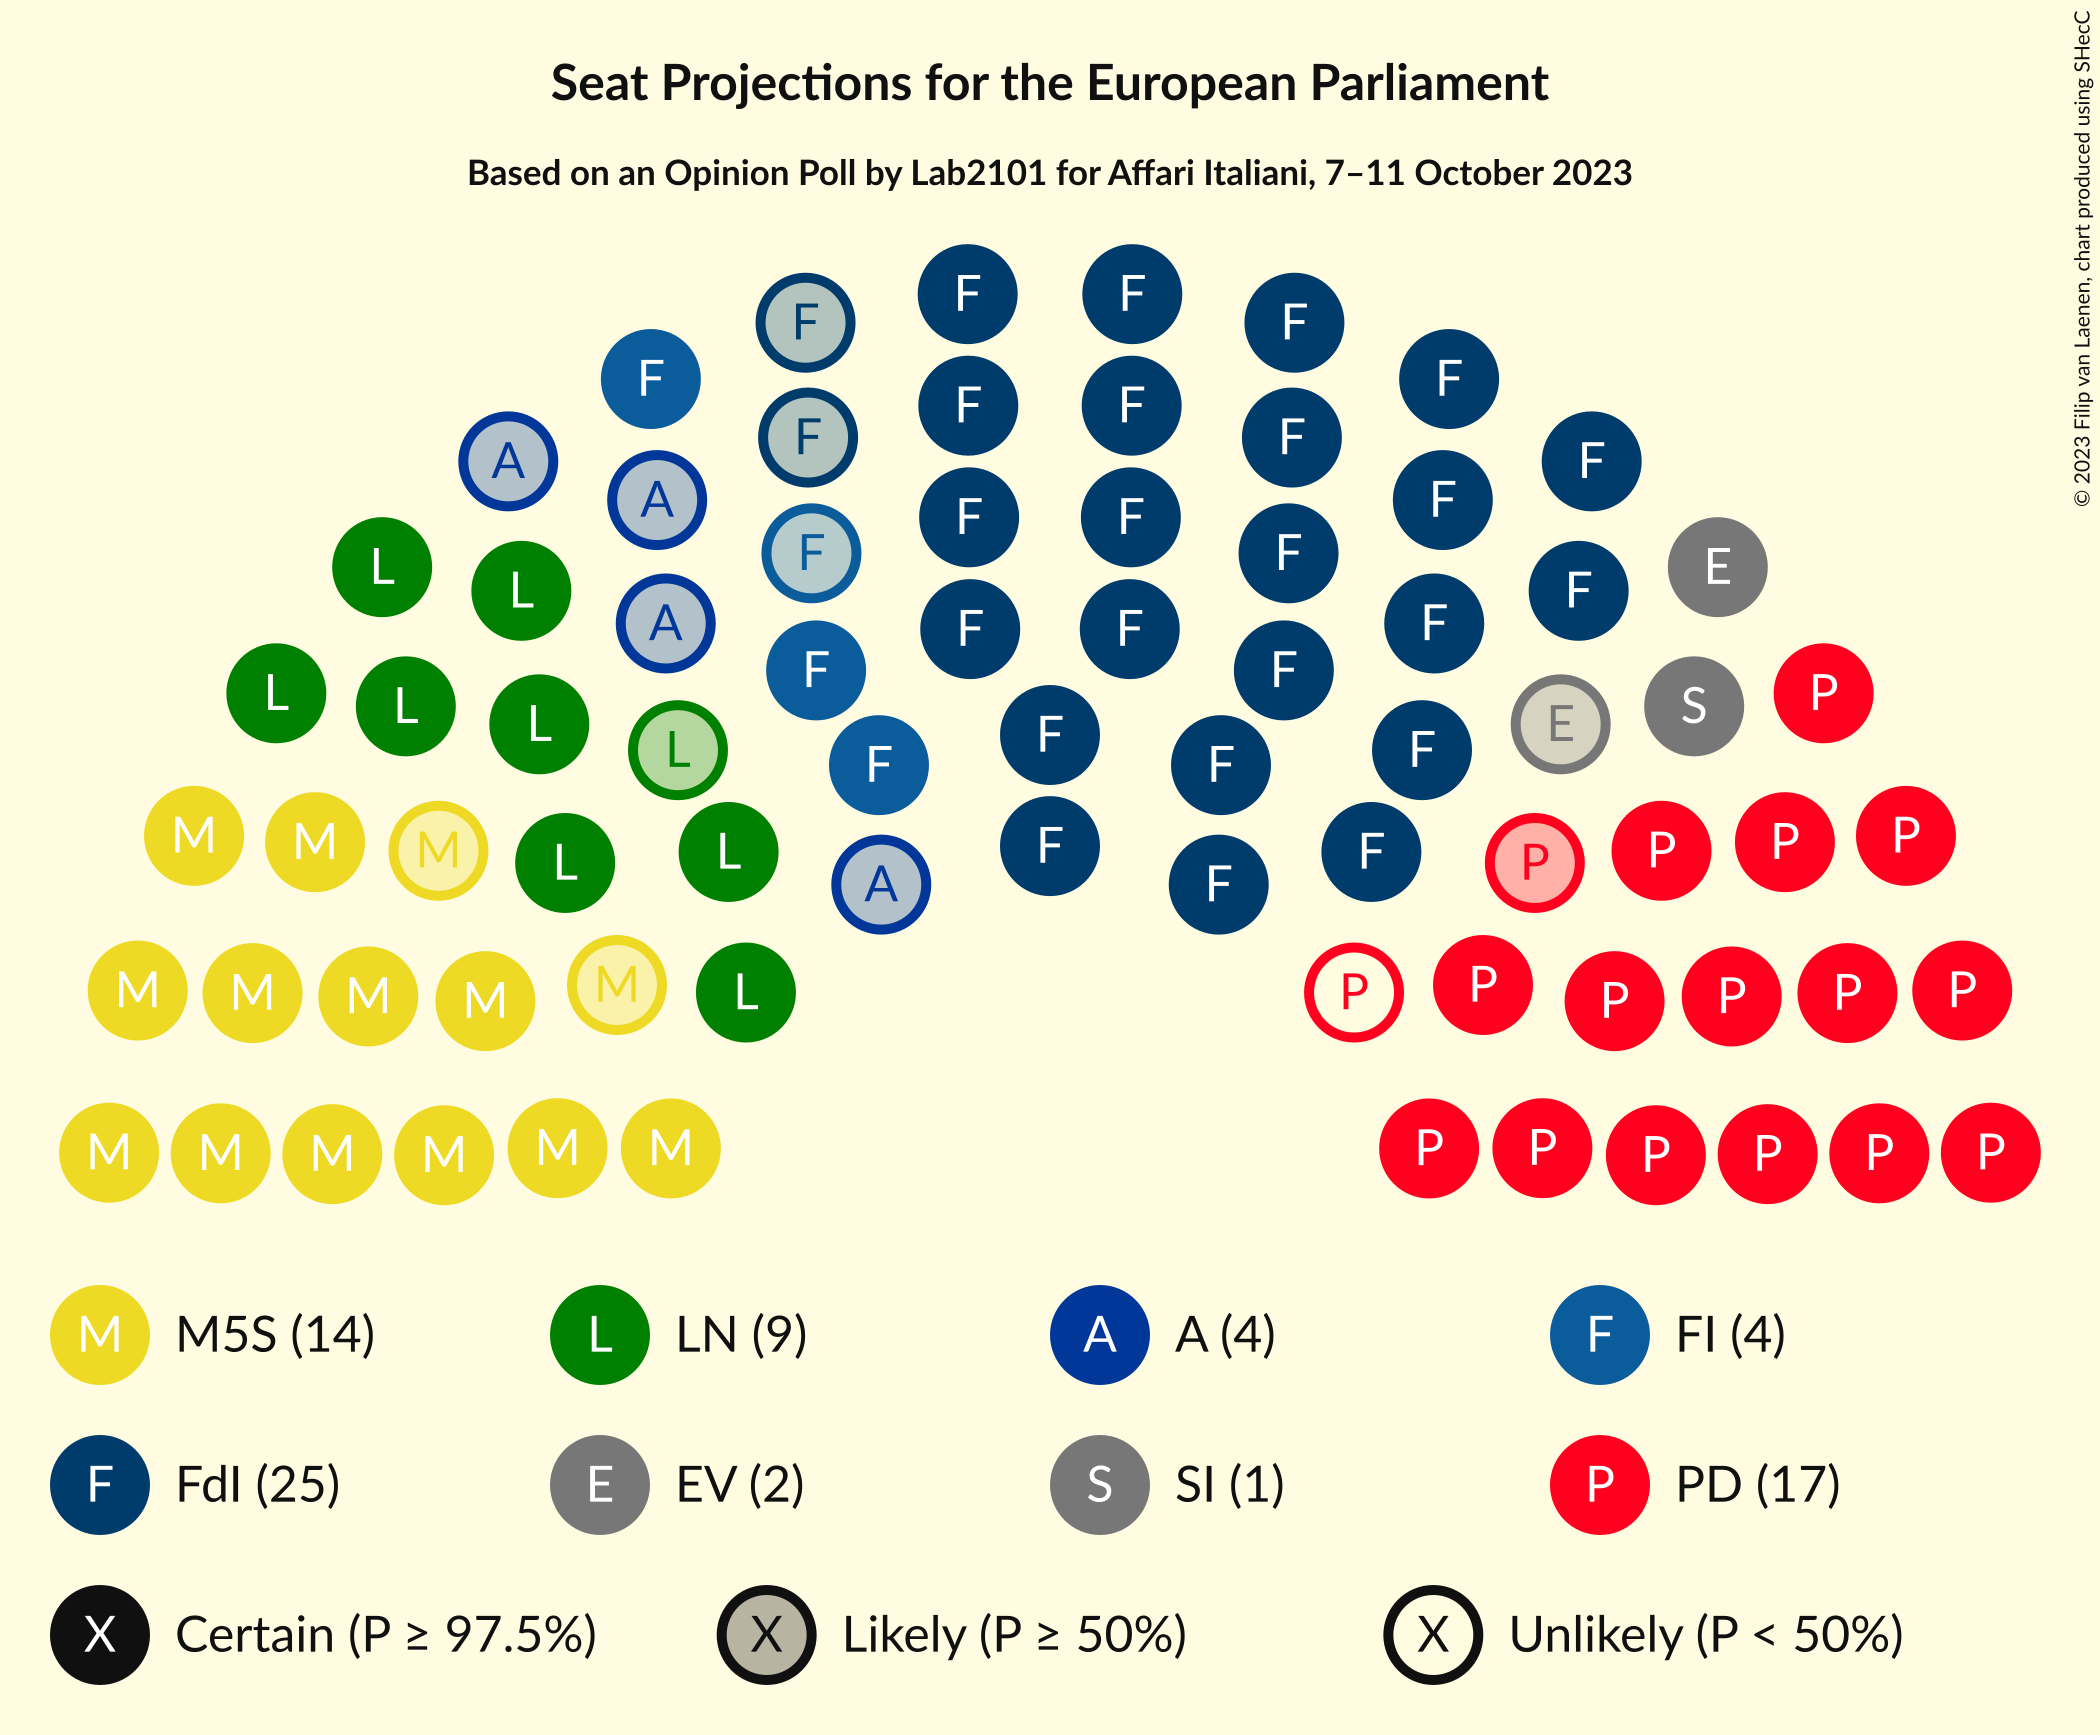 Seat Projections for the European Parliament
Based on an Opinion Poll by Lab2101 for Affari Italiani, 7–11 October 2023
© 2023 Filip van Laenen, chart produced using SHecC
F F
F F
F F
F F F F
A F
A F F F
F F F F
L E
L F
A F F F F
L P
L S
L E
L F F F
F F F
M P
M P
M P
L P
L F F
A F
M P
M P
M P
M P
M P
L P
M M M M M M P P P P P P
M M5S (14)
L LN (9)
A A (4)
F FI (4)
F FdI (25)
E EV (2)
S SI (1)
P PD (17)
X Certain (P ≥ 97.5%)
X Likely (P ≥ 50%)
X Unlikely (P < 50%)